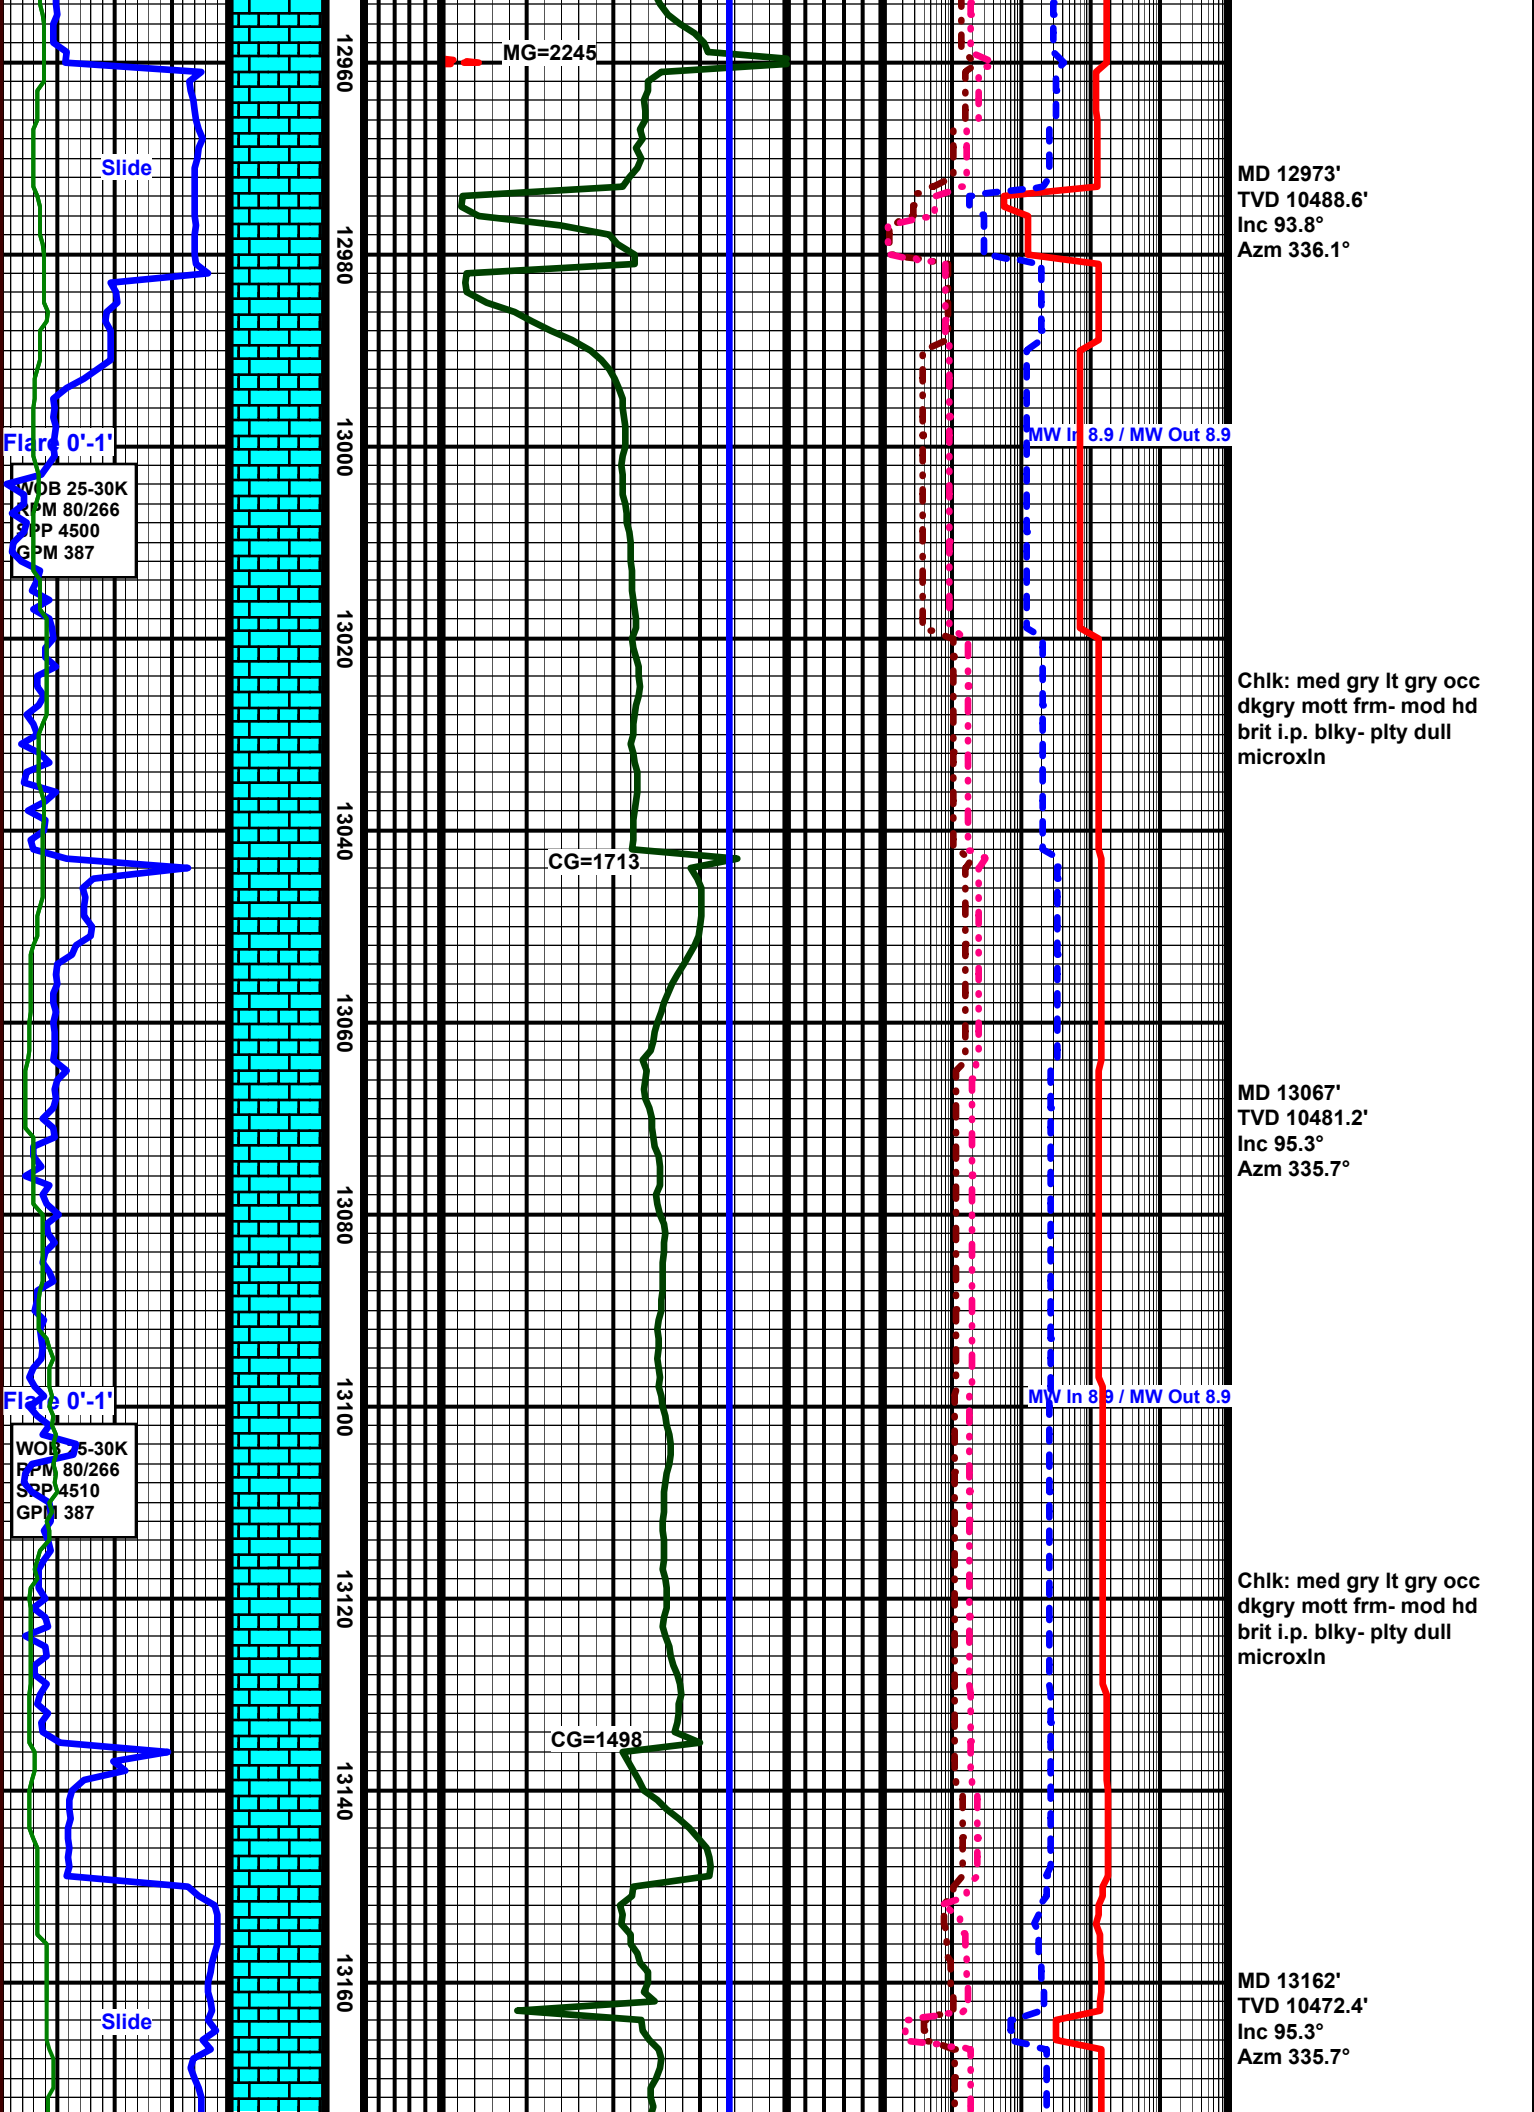 MG=2245
12960
Slide
MD 12973'
TVD 10488.6'
Inc 93.8°
Azm 336.1°
12980
Flare 0'-1'
13000
MW In 8.9 / MW Out 8.9
WOB 25-30K
RPM 80/266
SPP 4500
GPM 387
13020
Chlk: med gry lt gry occ
dkgry mott frm- mod hd
brit i.p. blky- plty dull
microxln
13040
CG=1713
13060
MD 13067'
TVD 10481.2'
Inc 95.3°
Azm 335.7°
13080
Flare 0'-1'
13100
MW In 8.9 / MW Out 8.9
WOB 25-30K
RPM 80/266
SPP 4510
GPM 387
13120
Chlk: med gry lt gry occ
dkgry mott frm- mod hd
brit i.p. blky- plty dull
microxln
CG=1498
13140
13160
MD 13162'
TVD 10472.4'
Inc 95.3°
Azm 335.7°
Slide